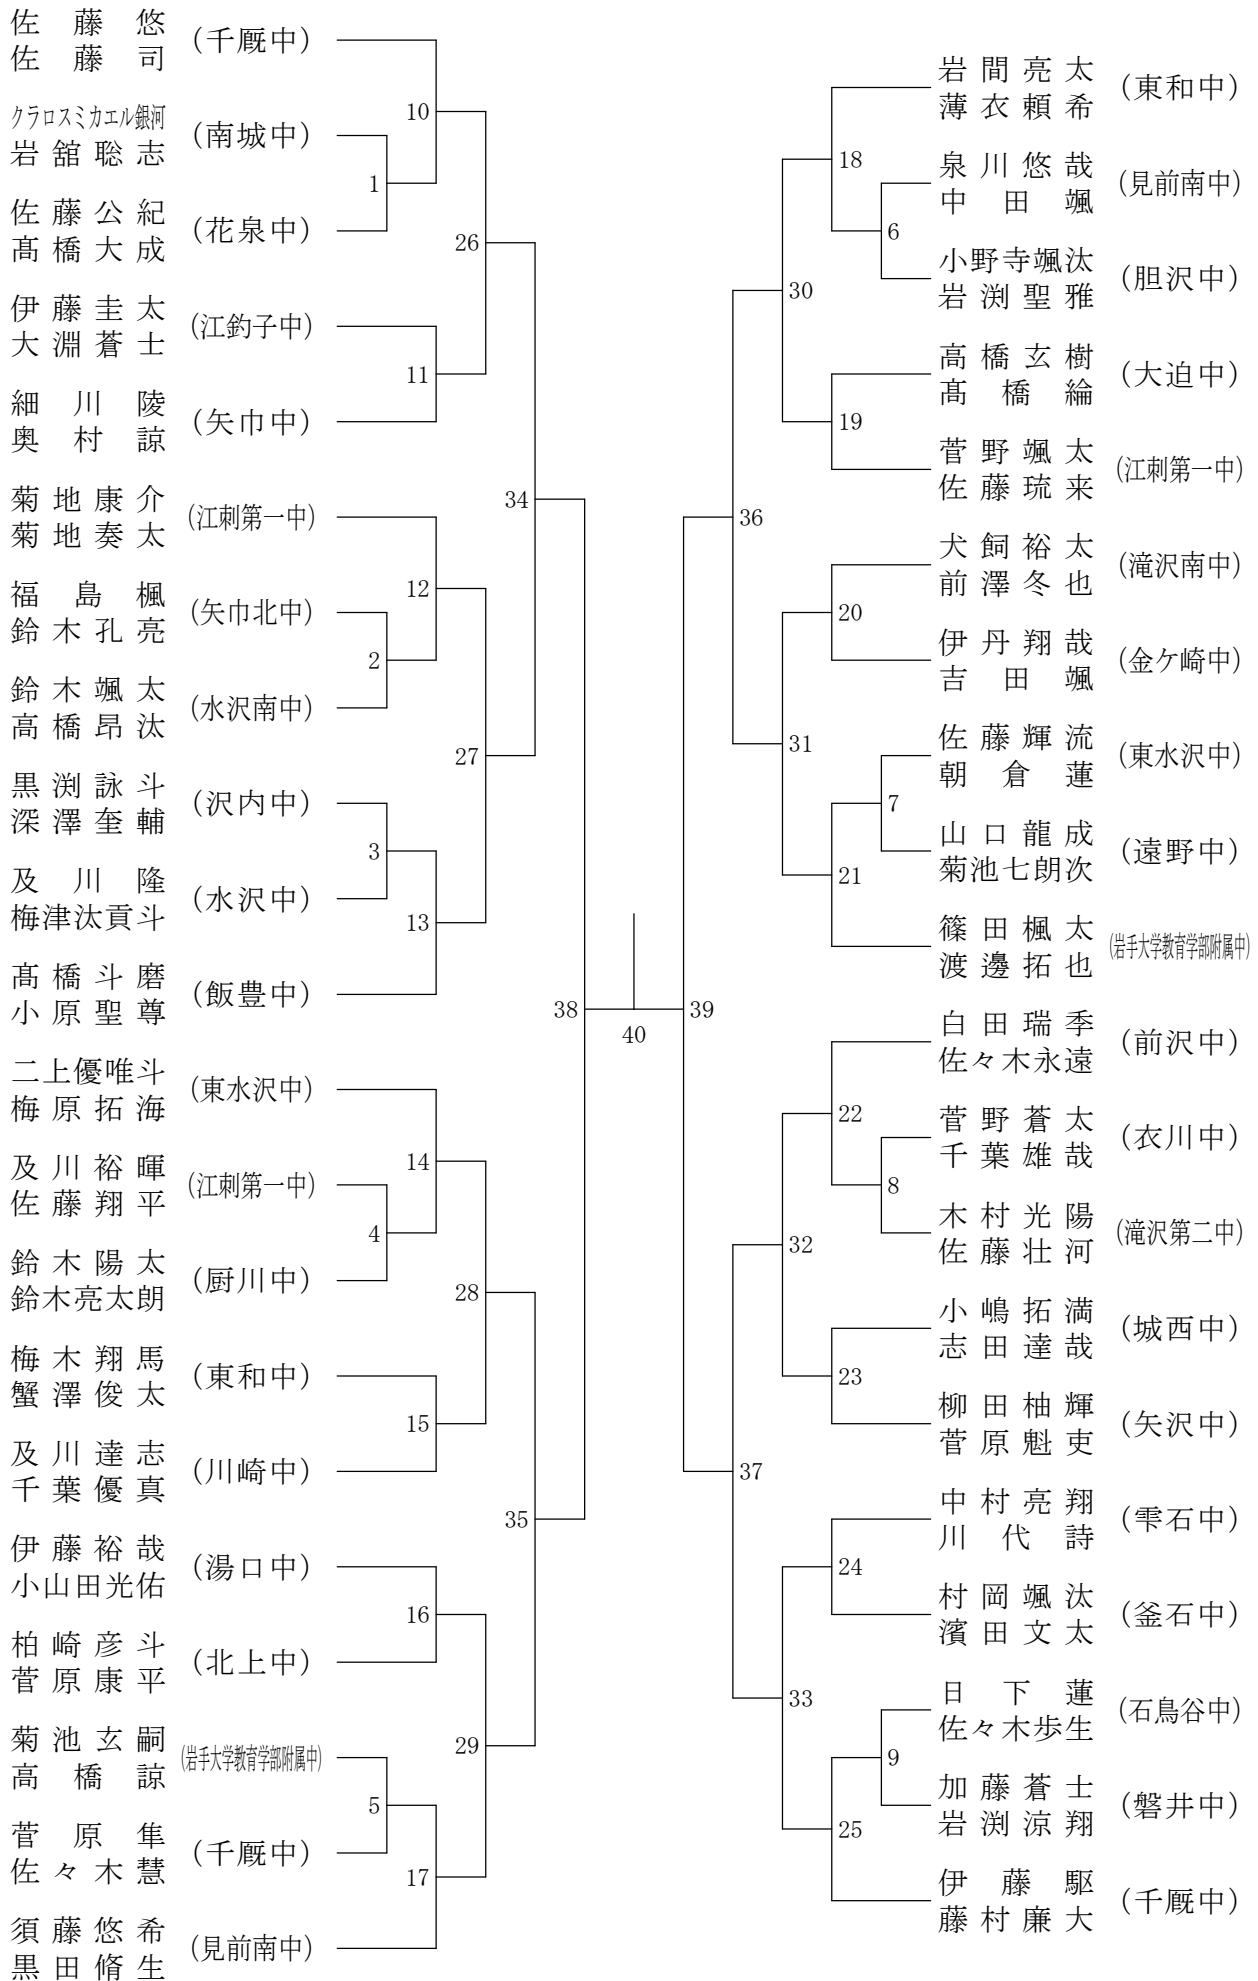 佐藤悠
佐藤司
(千厩中)
クラロスミカエル銀河
岩舘聡志
(南城中)
佐藤公紀
髙橋大成
(花泉中)
伊藤圭太
大淵蒼士
(江釣子中)
細川陵
奥村諒
(矢巾中)
菊地康介
菊地奏太
(江刺第一中)
福島楓
鈴木孔亮
(矢巾北中)
鈴木颯太
高橋昂汰
(水沢南中)
黒渕詠斗
深澤奎輔
(沢内中)
及川隆
梅津汰貢斗
(水沢中)
髙橋斗磨
小原聖尊
(飯豊中)
二上優唯斗
梅原拓海
(東水沢中)
及川裕暉
佐藤翔平
(江刺第一中)
鈴木陽太
鈴木亮太朗
(厨川中)
梅木翔馬
蟹澤俊太
(東和中)
及川達志
千葉優真
(川崎中)
伊藤裕哉
小山田光佑
(湯口中)
柏崎彦斗
菅原康平
(北上中)
菊池玄嗣
高橋諒
(岩手大学教育学部附属中)
菅原隼
佐々木慧
(千厩中)
須藤悠希
黒田脩生
(見前南中)
1
2
3
4
5
10
11
12
13
14
15
16
17
26
27
28
29
34
35
38
40
39
36
37
30
31
32
33
18
19
20
21
22
23
24
25
6
7
8
9
岩間亮太
薄衣頼希
(東和中)
泉川悠哉
中田颯
(見前南中)
小野寺颯汰
岩渕聖雅
(胆沢中)
高橋玄樹
髙橋綸
(大迫中)
菅野颯太
佐藤琉来
(江刺第一中)
犬飼裕太
前澤冬也
(滝沢南中)
伊丹翔哉
吉田颯
(金ケ崎中)
佐藤輝流
朝倉蓮
(東水沢中)
山口龍成
菊池七朗次
(遠野中)
篠田楓太
渡邊拓也
(岩手大学教育学部附属中)
白田瑞季
佐々木永遠
(前沢中)
菅野蒼太
千葉雄哉
(衣川中)
木村光陽
佐藤壮河
(滝沢第二中)
小嶋拓満
志田達哉
(城西中)
柳田柚輝
菅原魁吏
(矢沢中)
中村亮翔
川代詩
(雫石中)
村岡颯汰
濱田文太
(釜石中)
日下蓮
佐々木歩生
(石鳥谷中)
加藤蒼士
岩渕涼翔
(磐井中)
伊藤駆
藤村廉大
(千厩中)